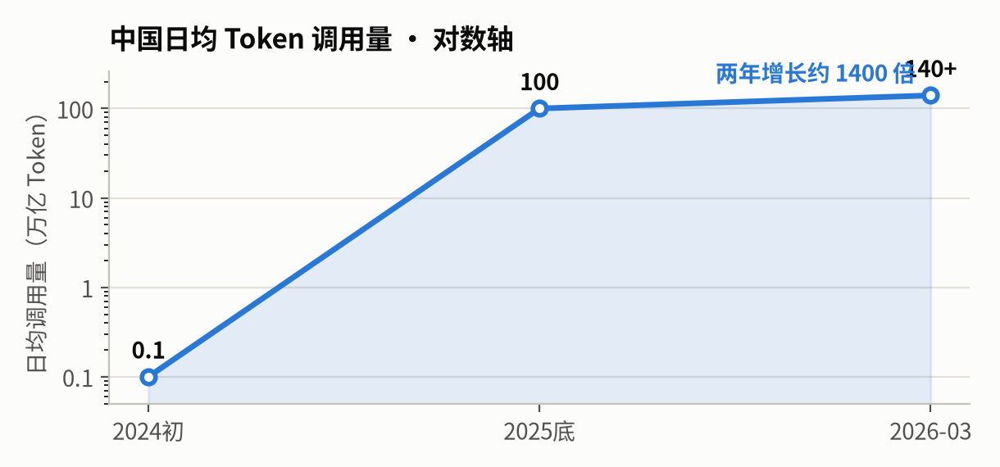 中国日均 Token 调用量 · 对数轴
两年增长约 1400 倍
140+
100
0.1
日均调用量（万亿 Token）
100
10
1
0.1
2024初
2025底
2026-03